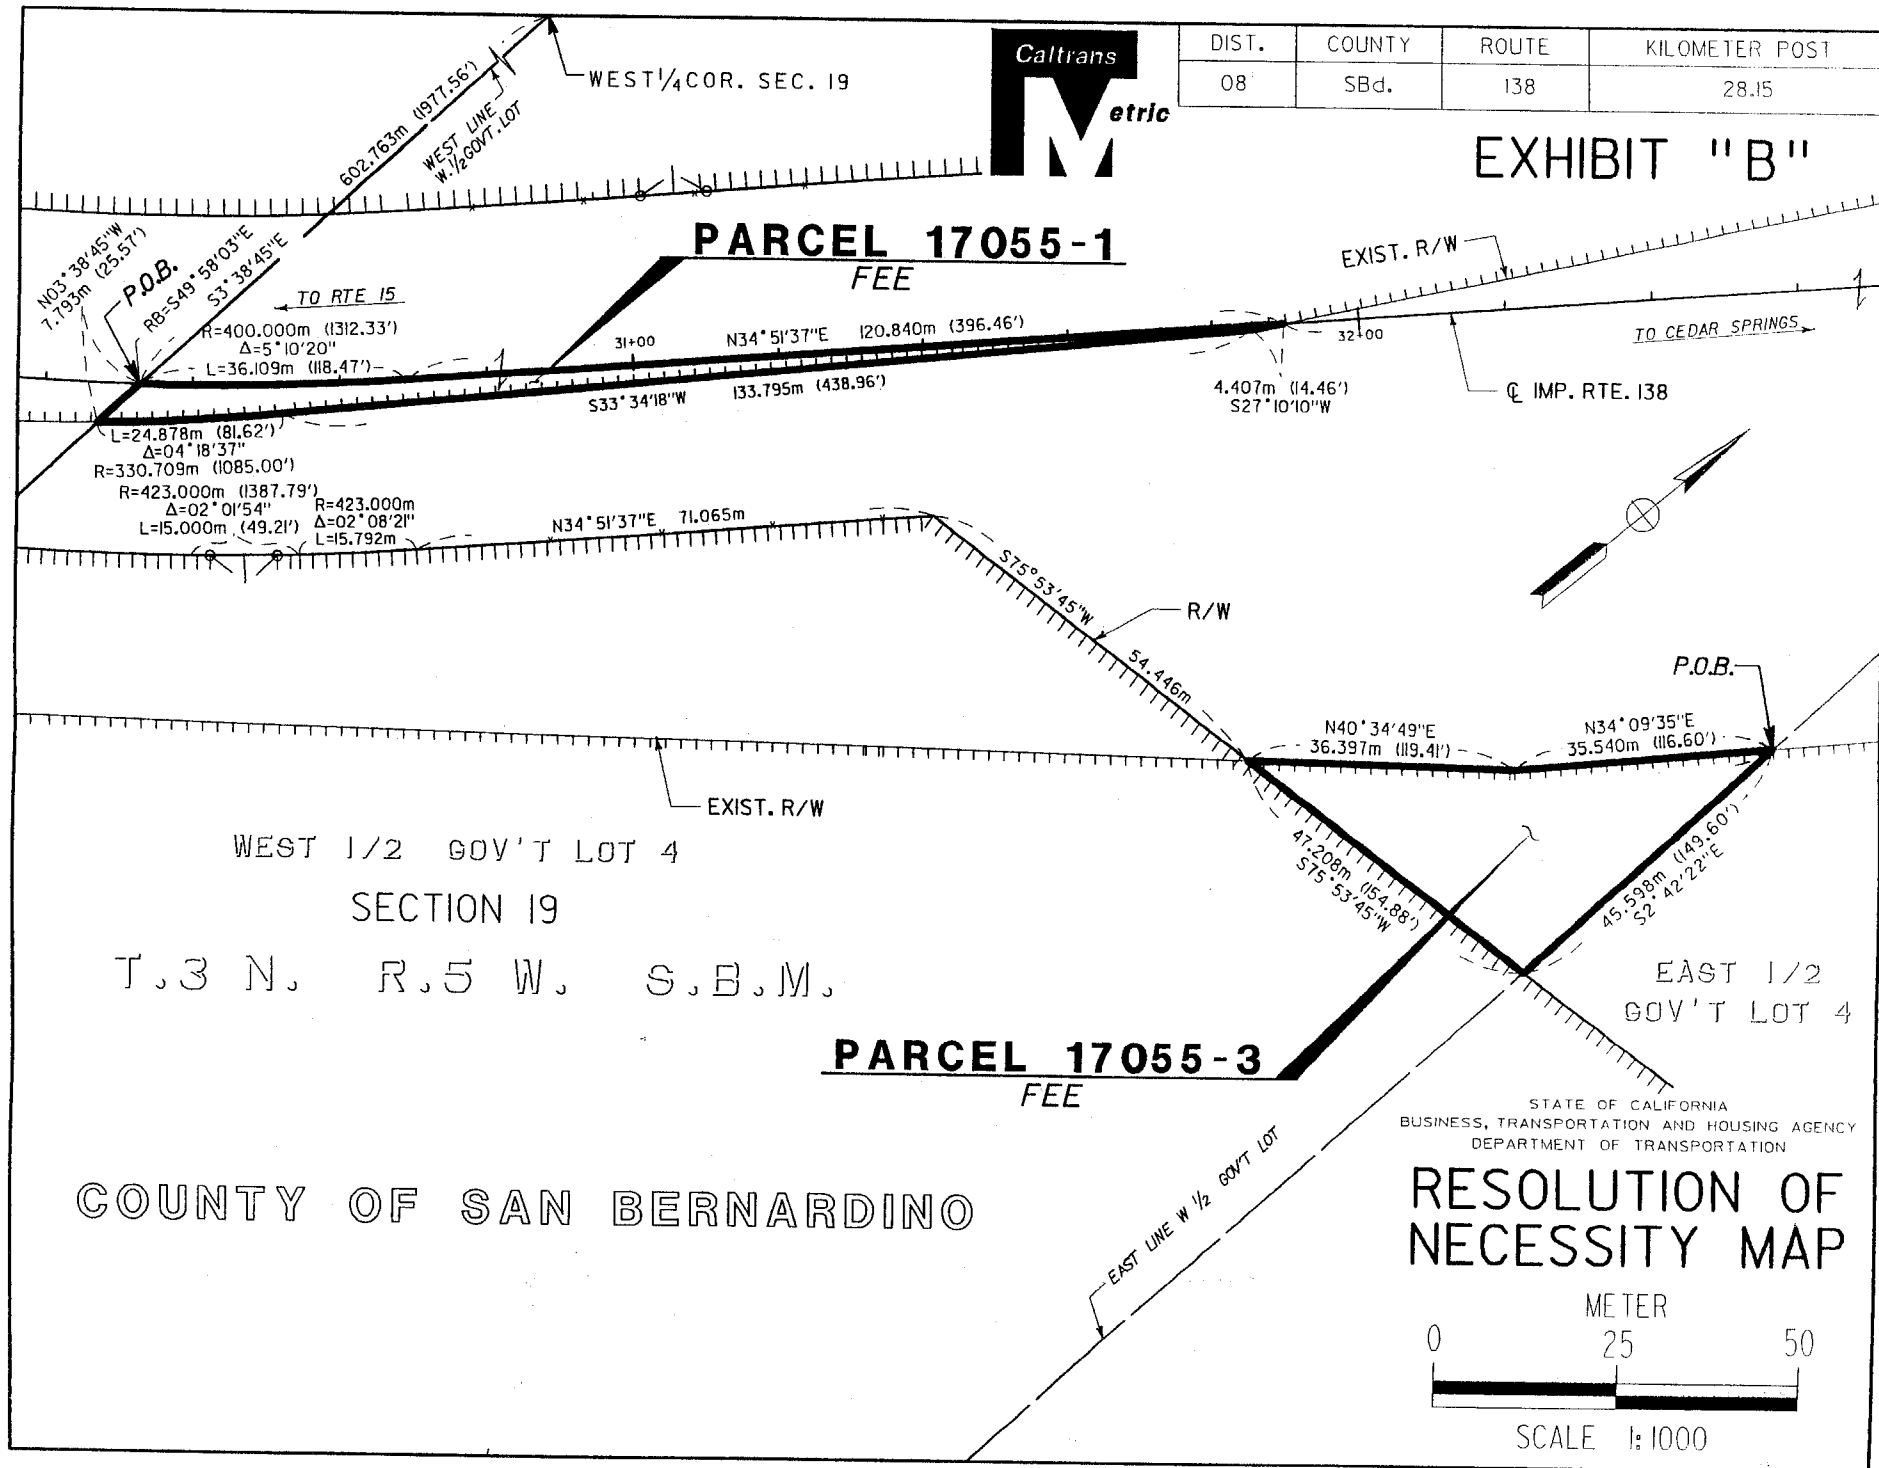 Caltrans
Metric
DIST. COUNTY ROUTE KILOMETER POST
08 SBd. 138 28.15
EXHIBIT "B"
WEST 1/4 COR. SEC. 19
602.763m (1977.56')
WEST LINE
W. 1/2 GOVT. LOT
N03°38'45"W
7.793m (25.57')
P.O.B.
RB=S49°58'03"E
S3°38'45"E
PARCEL 17055-1
FEE
EXIST. R/W
TO RTE 15
R=400.000m (1312.33')
Δ=5°10'20"
L=36.109m (118.47')
31+00
N34°51'37"E 120.840m (396.46')
32+00
TO CEDAR SPRINGS
S33°34'18"W 133.795m (438.96')
4.407m (14.46')
S27°10'10"W
℄ IMP. RTE. 138
L=24.878m (81.62')
Δ=04°18'37"
R=330.709m (1085.00')
R=423.000m (1387.79')
Δ=02°01'54"
L=15.000m (49.21')
R=423.000m
Δ=02°08'21"
L=15.792m
N34°51'37"E 71.065m
S75°53'45"W
54.446m
R/W
P.O.B.
N40°34'49"E
36.397m (119.41')
N34°09'35"E
35.540m (116.60')
EXIST. R/W
47.208m (154.88')
S75°53'45"W
45.598m (149.60')
S2°42'22"E
WEST 1/2 GOV'T LOT 4
SECTION 19
T.3 N. R.5 W. S.B.M.
EAST 1/2
GOV'T LOT 4
PARCEL 17055-3
FEE
COUNTY OF SAN BERNARDINO
EAST LINE W 1/2 GOV'T LOT
STATE OF CALIFORNIA
BUSINESS, TRANSPORTATION AND HOUSING AGENCY
DEPARTMENT OF TRANSPORTATION
RESOLUTION OF
NECESSITY MAP
METER
0 25 50
SCALE 1:1000